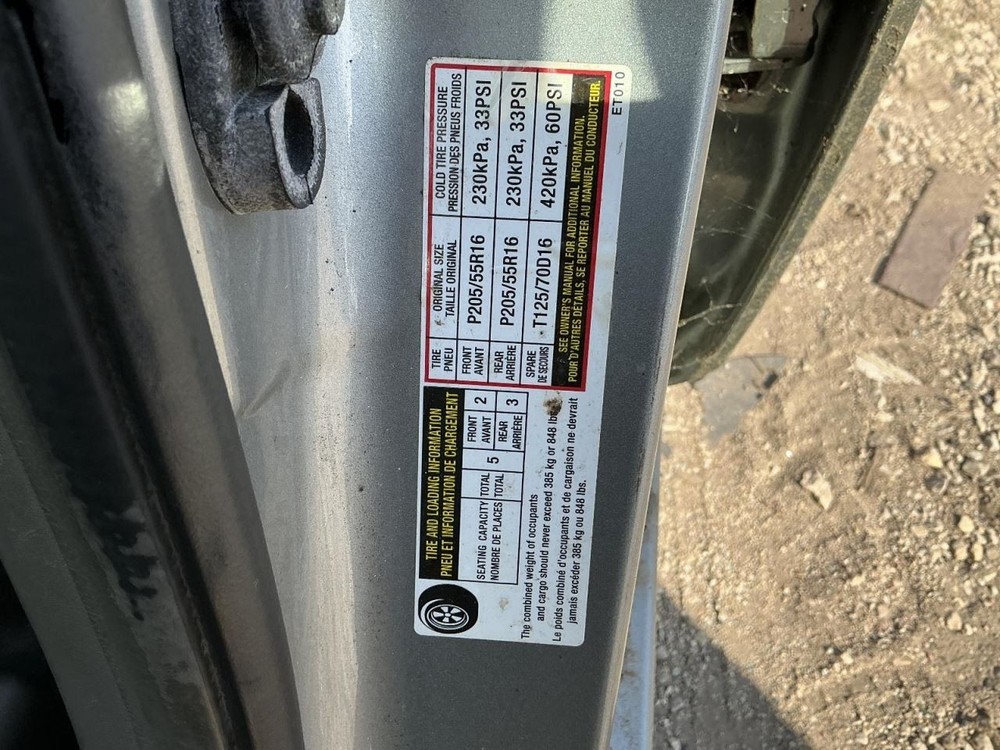 TIRE AND LOADING INFORMATION
PNEU ET INFORMATION DE CHARGEMENT
SEATING CAPACITY TOTAL 5 FRONT 2 REAR 3
NOMBRE DE PLACES TOTAL AVANT ARRIÈRE
The combined weight of occupants
and cargo should never exceed 385 kg or 848 lbs.
Le poids combiné d'occupants et de cargaison ne devrait
jamais excéder 385 kg ou 848 lbs.
TIRE ORIGINAL SIZE COLD TIRE PRESSURE
PNEU TAILLE ORIGINAL PRESSION DES PNEUS FROIDS
FRONT
AVANT P205/55R16 230kPa, 33PSI
REAR
ARRIÈRE P205/55R16 230kPa, 33PSI
SPARE
DE SECOURS T125/70D16 420kPa, 60PSI
SEE OWNER'S MANUAL FOR ADDITIONAL INFORMATION.
POUR D'AUTRES DÉTAILS, SE REPORTER AU MANUEL DU CONDUCTEUR.
ET010